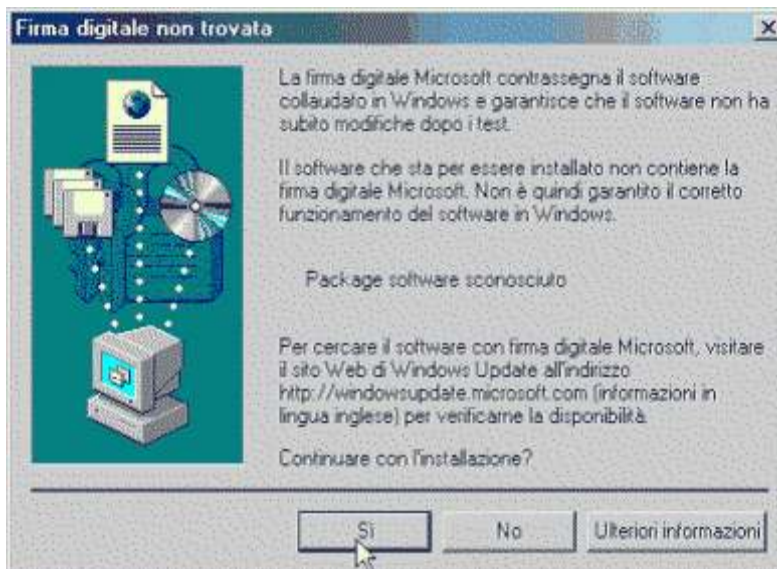 Firma digitale non trovata
La firma digitale Microsoft contrassegna il software
collaudato in Windows e garantisce che il software non ha
subito modifiche dopo i test.
Il software che sta per essere installato non contiene la
firma digitale Microsoft. Non è quindi garantito il corretto
funzionamento del software in Windows.
Package software sconosciuto
Per cercare il software con firma digitale Microsoft, visitare
il sito Web di Windows Update all'indirizzo
http://windowsupdate.microsoft.com (informazioni in
lingua inglese) per verificarne la disponibilità
Continuare con l'installazione?
Sì
No
Ulteriori informazioni